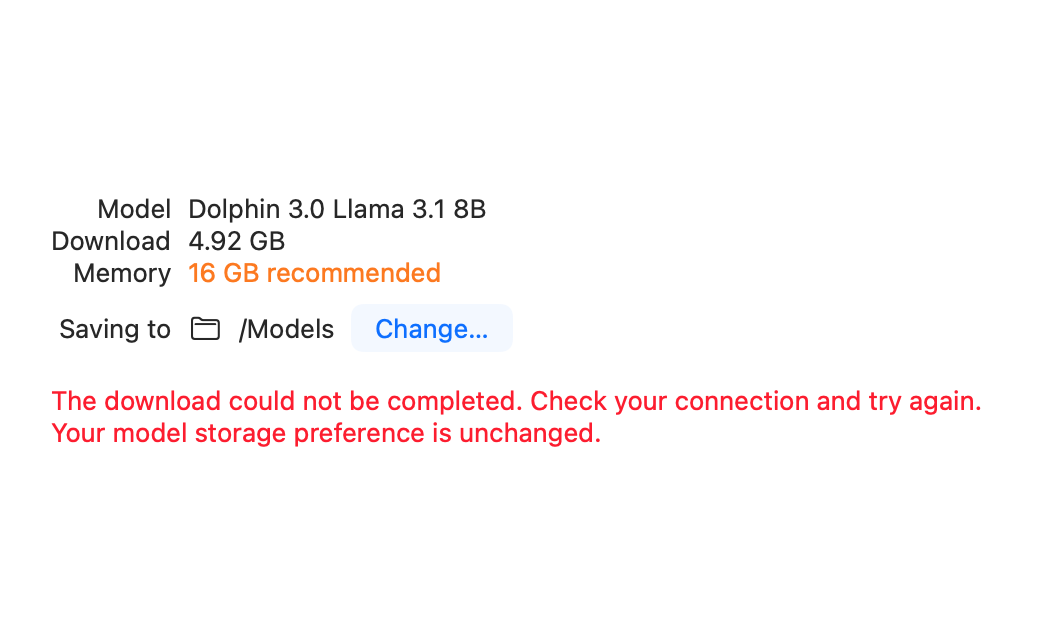 Model Dolphin 3.0 Llama 3.1 8B
Download 4.92 GB
Memory 16 GB recommended
Saving to /Models Change...
The download could not be completed. Check your connection and try again.
Your model storage preference is unchanged.